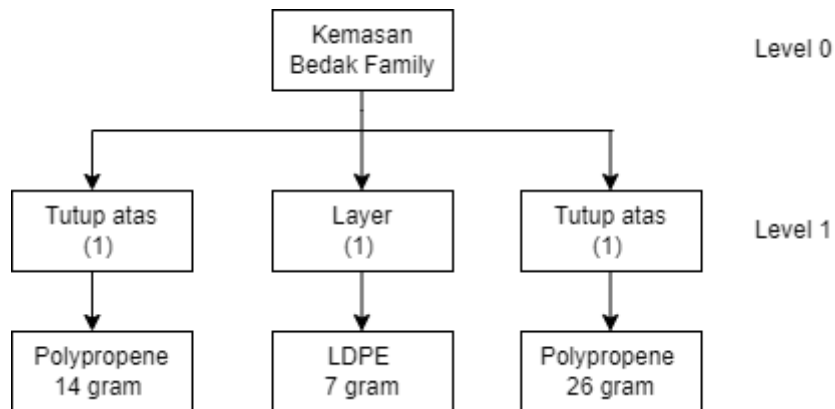 Kemasan
Bedak Family
Level 0
Tutup atas
(1)
Layer
(1)
Tutup atas
(1)
Level 1
Polypropene
14 gram
LDPE
7 gram
Polypropene
26 gram